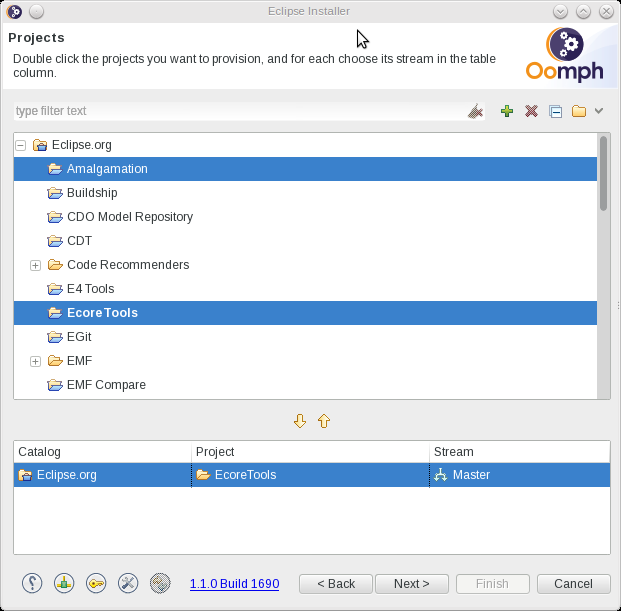 Eclipse Installer
Projects
Double click the projects you want to provision, and for each choose its stream in the table
column.
Oomph
type filter text
Eclipse.org
Amalgamation
Buildship
CDO Model Repository
CDT
Code Recommenders
E4 Tools
EcoreTools
EGit
EMF
EMF Compare
Catalog Project Stream
Eclipse.org EcoreTools Master
1.1.0 Build 1690 < Back Next > Finish Cancel